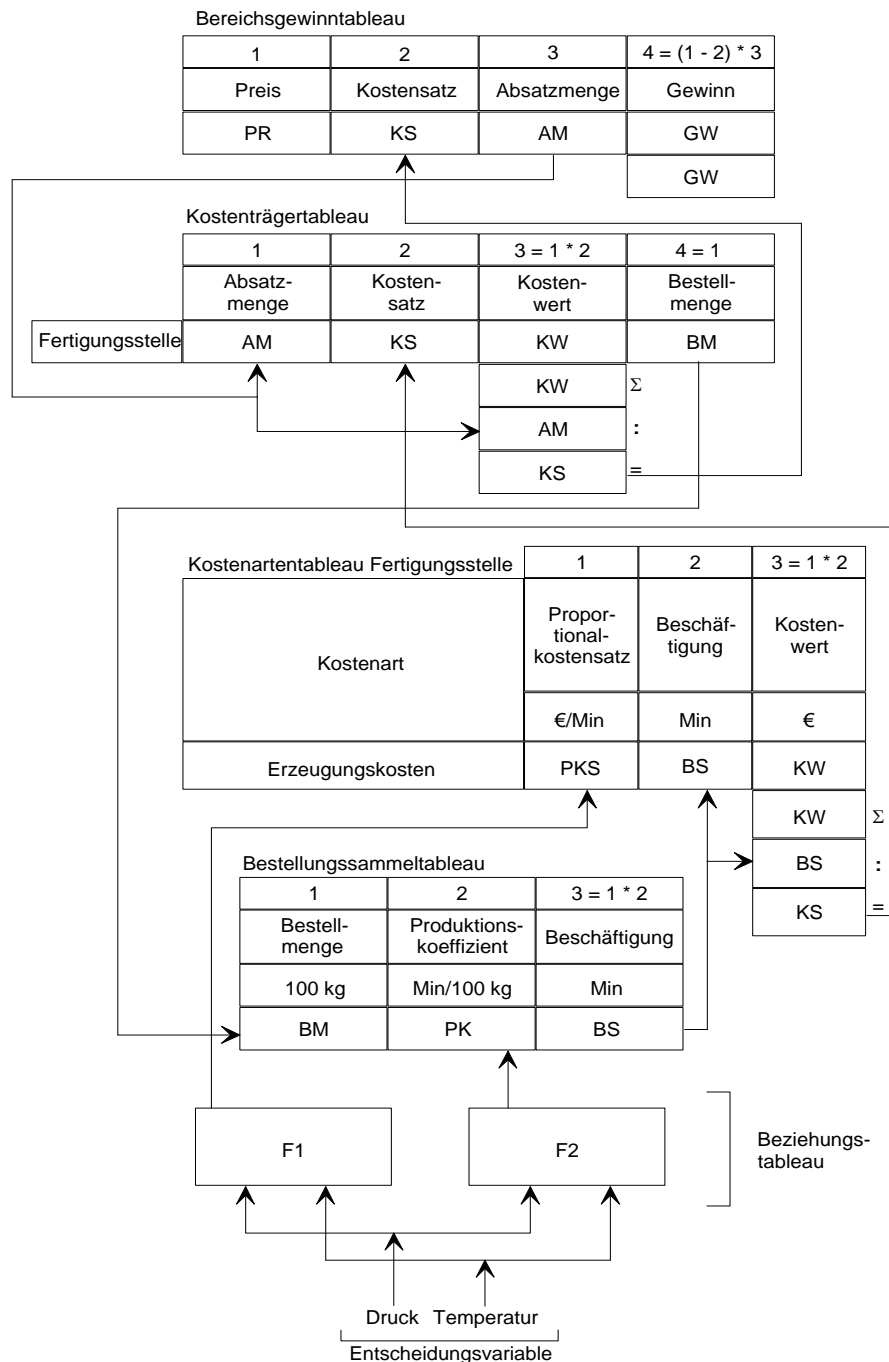 Bereichsgewinntableau
1 2 3 4 = (1 - 2) * 3
Preis Kostensatz Absatzmenge Gewinn
PR KS AM GW
GW
Kostenträgertableau
1 2 3 = 1 * 2 4 = 1
Absatz- Kosten- Kosten- Bestell-
menge satz wert menge
Fertigungsstelle AM KS KW BM
KW Σ
AM :
KS =
Kostenartentableau Fertigungsstelle 1 2 3 = 1 * 2
Propor-
tional- Beschäf- Kosten-
kostensatz tigung wert
Kostenart
€/Min Min €
Erzeugungskosten PKS BS KW
KW Σ
BS :
KS =
Bestellungssammeltableau
1 2 3 = 1 * 2
Bestell- Produktions- Beschäftigung
menge koeffizient
100 kg Min/100 kg Min
BM PK BS
F1 F2
Beziehungs-
tableau
Druck Temperatur
Entscheidungsvariable